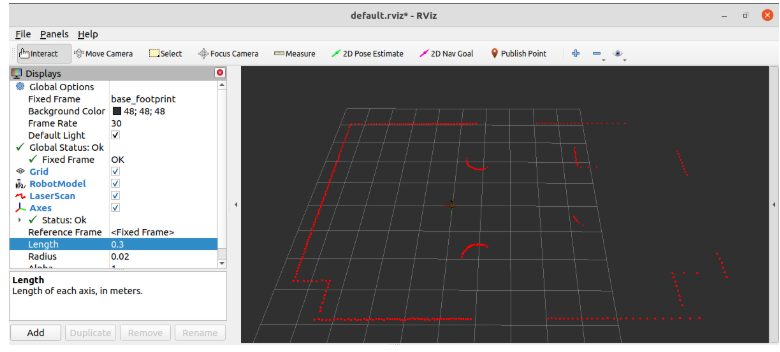 default.rviz* - RViz
File Panels Help
Interact Move Camera Select Focus Camera Measure 2D Pose Estimate 2D Nav Goal Publish Point
Displays
Global Options
Fixed Frame base_footprint
Background Color 48; 48; 48
Frame Rate 30
Default Light
Global Status: Ok
Fixed Frame OK
Grid
RobotModel
LaserScan
Axes
Status: Ok
Reference Frame <Fixed Frame>
Length 0.3
Radius 0.02
Alpha 1
Length
Length of each axis, in meters.
Add Duplicate Remove Rename